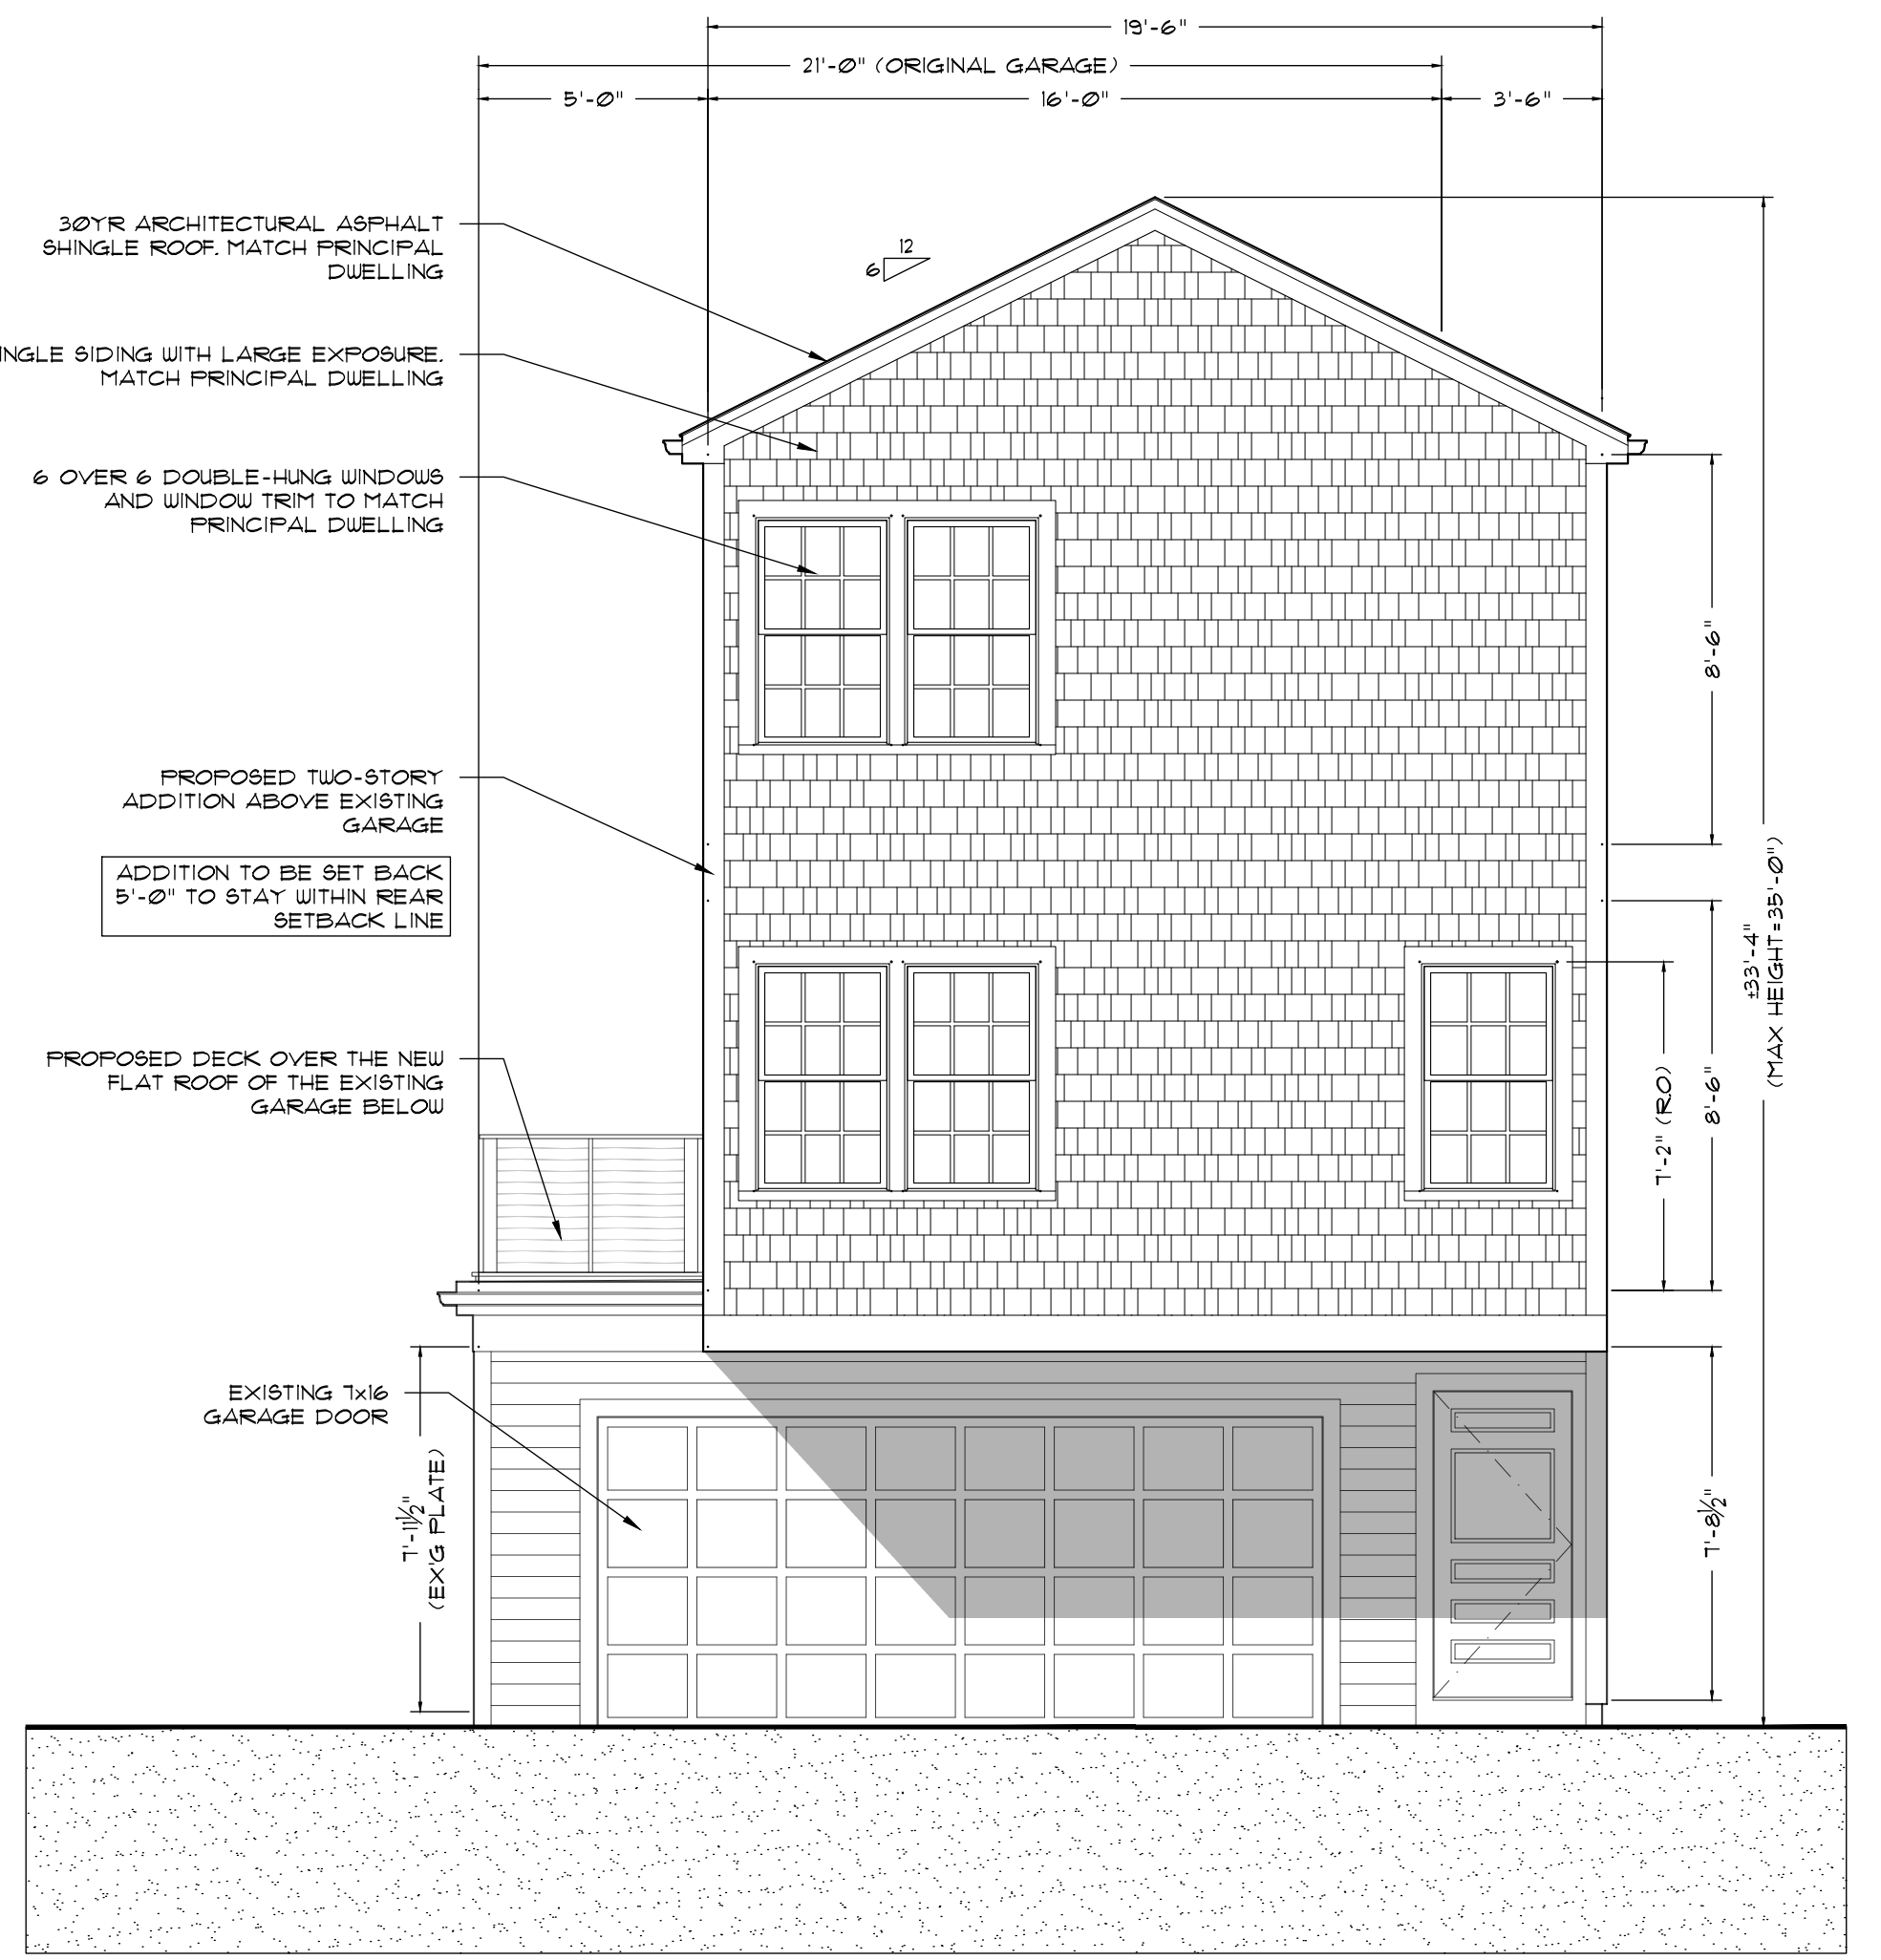 19'-6"
21'-0" (ORIGINAL GARAGE)
5'-0"
16'-0"
3'-6"
30YR ARCHITECTURAL ASPHALT
SHINGLE ROOF. MATCH PRINCIPAL
DWELLING
12
6
INGLE SIDING WITH LARGE EXPOSURE.
MATCH PRINCIPAL DWELLING
6 OVER 6 DOUBLE-HUNG WINDOWS
AND WINDOW TRIM TO MATCH
PRINCIPAL DWELLING
8'-6"
PROPOSED TWO-STORY
ADDITION ABOVE EXISTING
GARAGE
ADDITION TO BE SET BACK
5'-0" TO STAY WITHIN REAR
SETBACK LINE
±33'-4"
(MAX HEIGHT=35'-0")
PROPOSED DECK OVER THE NEW
FLAT ROOF OF THE EXISTING
GARAGE BELOW
7'-2" (R.O)
8'-6"
EXISTING 7x16
GARAGE DOOR
7'-11½"
(EX'G PLATE)
7'-8½"